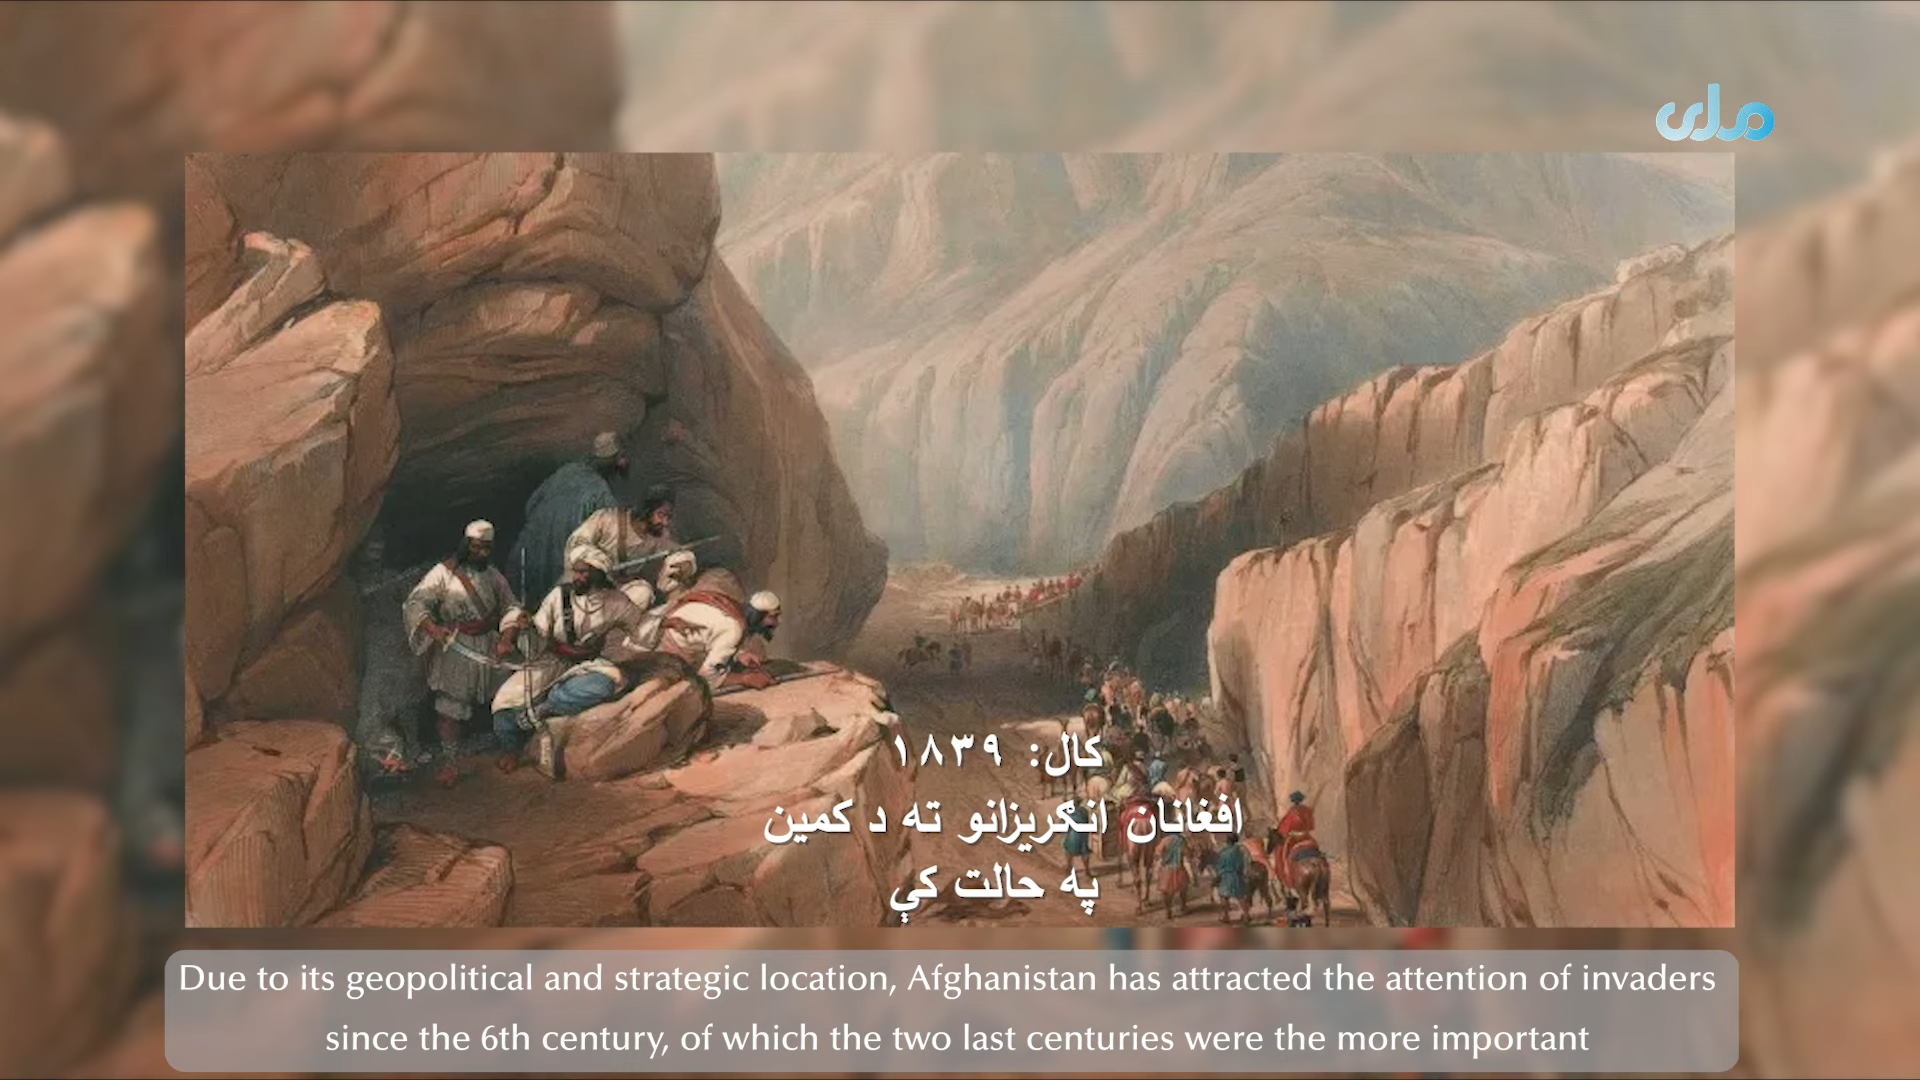 ملی
کال: ۱۸۳۹
افغانان انګریزانو ته د کمین
په حالت کې
Due to its geopolitical and strategic location, Afghanistan has attracted the attention of invaders
since the 6th century, of which the two last centuries were the more important